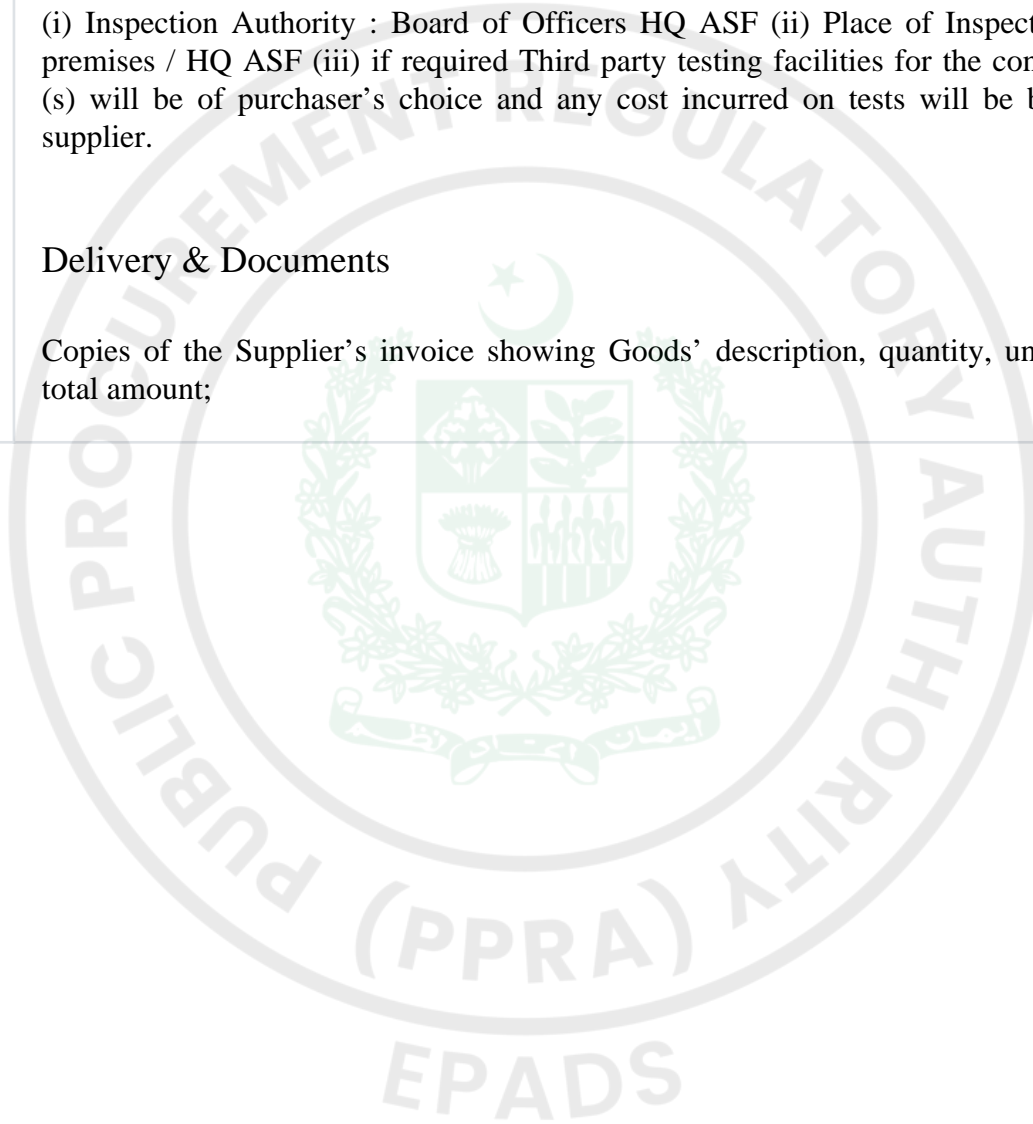 (i) Inspection Authority : Board of Officers HQ ASF (ii) Place of Inspect
premises / HQ ASF (iii) if required Third party testing facilities for the con
(s) will be of purchaser’s choice and any cost incurred on tests will be b
supplier.
Delivery & Documents
Copies of the Supplier’s invoice showing Goods’ description, quantity, un
total amount;
PUBLIC PROCUREMENT REGULATORY AUTHORITY
(PPRA)
EPADS